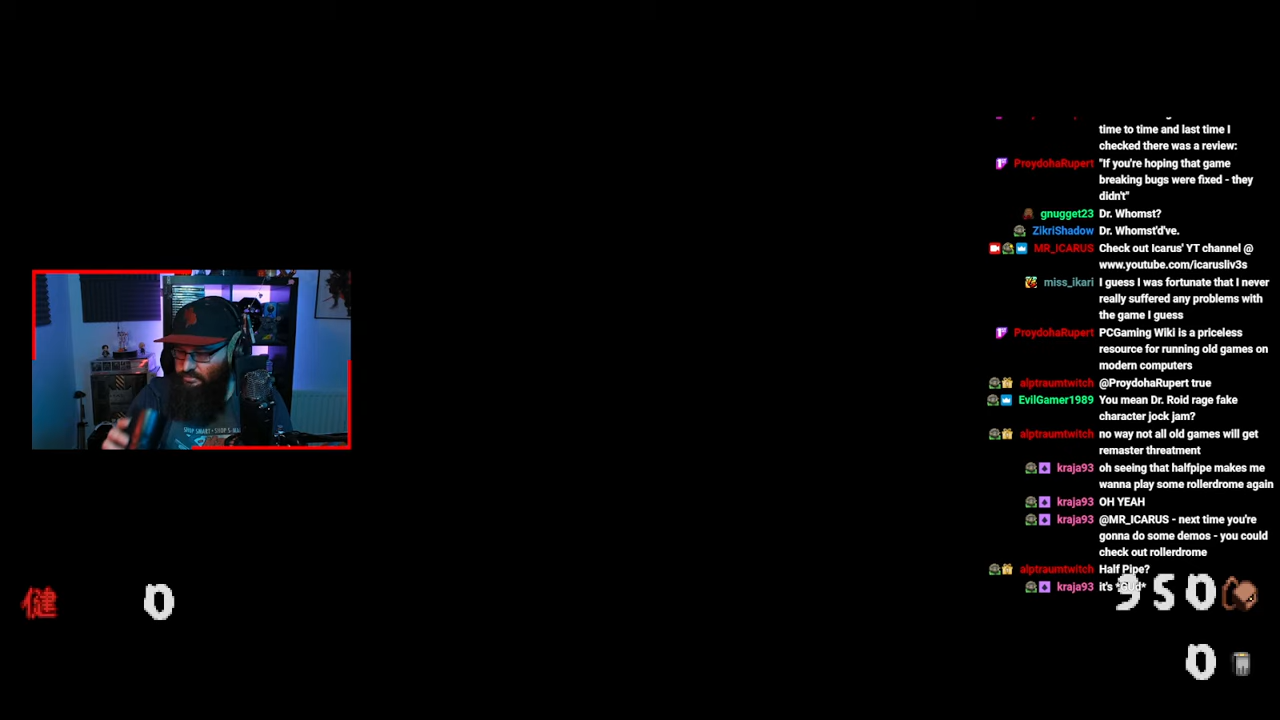 time to time and last time I
checked there was a review:
ProydohaRupert "If you're hoping that game
breaking bugs were fixed - they
didn't"
gnugget23 Dr. Whomst?
ZikriShadow Dr. Whomst'd've.
MR_ICARUS Check out Icarus' YT channel @
www.youtube.com/icarusliv3s
miss_ikari I guess I was fortunate that I never
really suffered any problems with
the game I guess
ProydohaRupert PCGaming Wiki is a priceless
resource for running old games on
modern computers
alptraumtwitch @ProydohaRupert true
EvilGamer1989 You mean Dr. Roid rage fake
character jock jam?
alptraumtwitch no way not all old games will get
remaster threatment
kraja93 oh seeing that halfpipe makes me
wanna play some rollerdrome again
kraja93 OH YEAH
kraja93 @MR_ICARUS - next time you're
gonna do some demos - you could
check out rollerdrome
alptraumtwitch Half Pipe?
kraja93 it's
健 0
950
0
SHOP SMART • SHOP S-MA